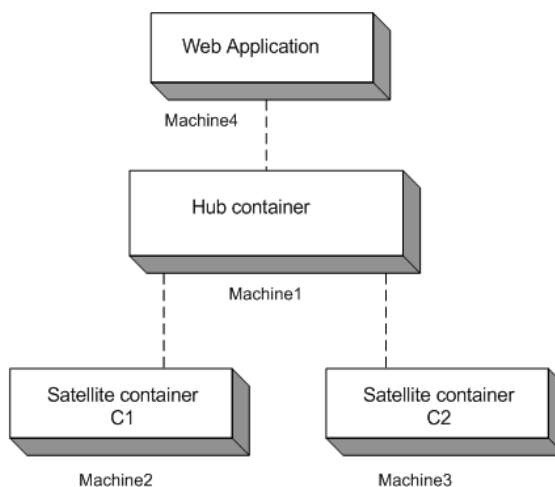 Web Application
Machine4
Hub container
Machine1
Satellite container
C1
Satellite container
C2
Machine2
Machine3